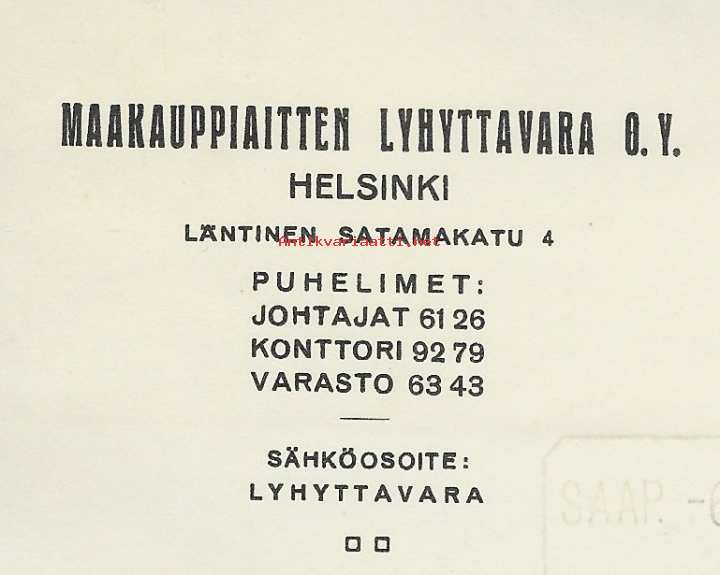 MAAKAUPPIAITTEN LYHYTTAVARA O.Y.
HELSINKI
LÄNTINEN SATAMAKATU 4
Antikvariaatti.net
PUHELIMET:
JOHTAJAT 61 26
KONTTORI 92 79
VARASTO 63 43
SÄHKÖOSOITE:
LYHYTTAVARA
SAAP. -6